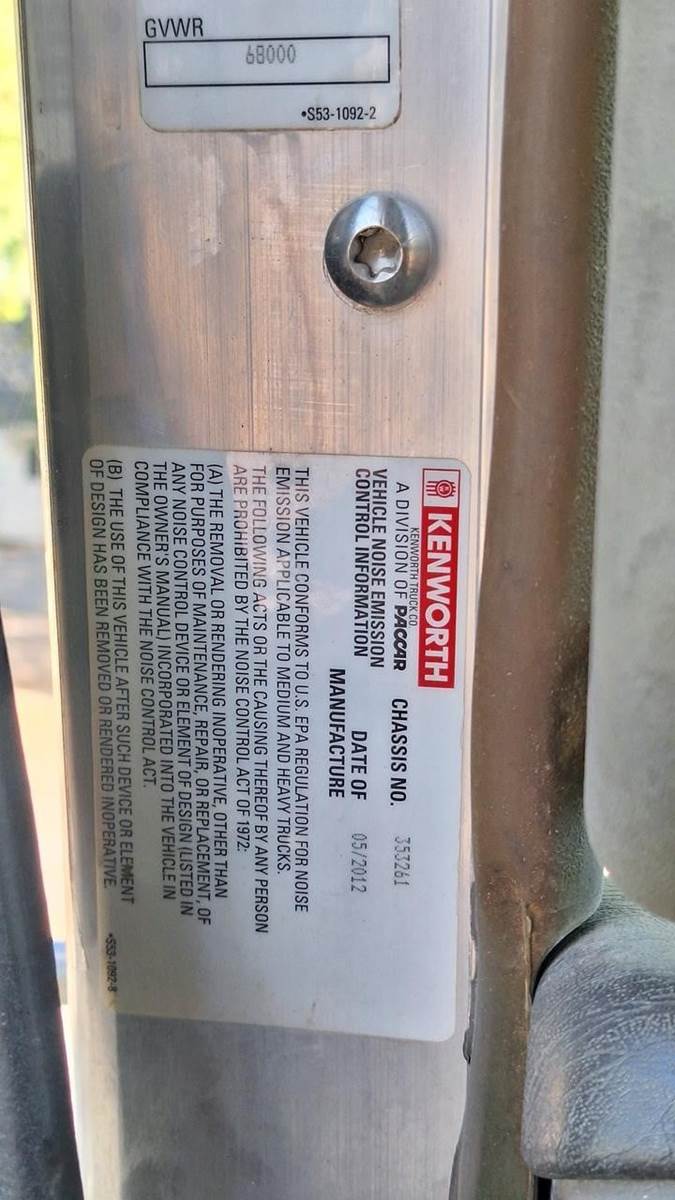 GVWR
68000
•S53-1092-2
KENWORTH
KENWORTH TRUCK CO.
A DIVISION OF PACCAR
CHASSIS NO. 353261
VEHICLE NOISE EMISSION
CONTROL INFORMATION
DATE OF 05/2012
MANUFACTURE
THIS VEHICLE CONFORMS TO U.S. EPA REGULATION FOR NOISE
EMISSION APPLICABLE TO MEDIUM AND HEAVY TRUCKS.
THE FOLLOWING ACTS OR THE CAUSING THEREOF BY ANY PERSON
ARE PROHIBITED BY THE NOISE CONTROL ACT OF 1972:
(A) THE REMOVAL OR RENDERING INOPERATIVE, OTHER THAN
FOR PURPOSES OF MAINTENANCE, REPAIR, OR REPLACEMENT, OF
ANY NOISE CONTROL DEVICE OR ELEMENT OF DESIGN (LISTED IN
THE OWNER'S MANUAL) INCORPORATED INTO THE VEHICLE IN
COMPLIANCE WITH THE NOISE CONTROL ACT.
(B) THE USE OF THIS VEHICLE AFTER SUCH DEVICE OR ELEMENT
OF DESIGN HAS BEEN REMOVED OR RENDERED INOPERATIVE.
•S53-1092-8